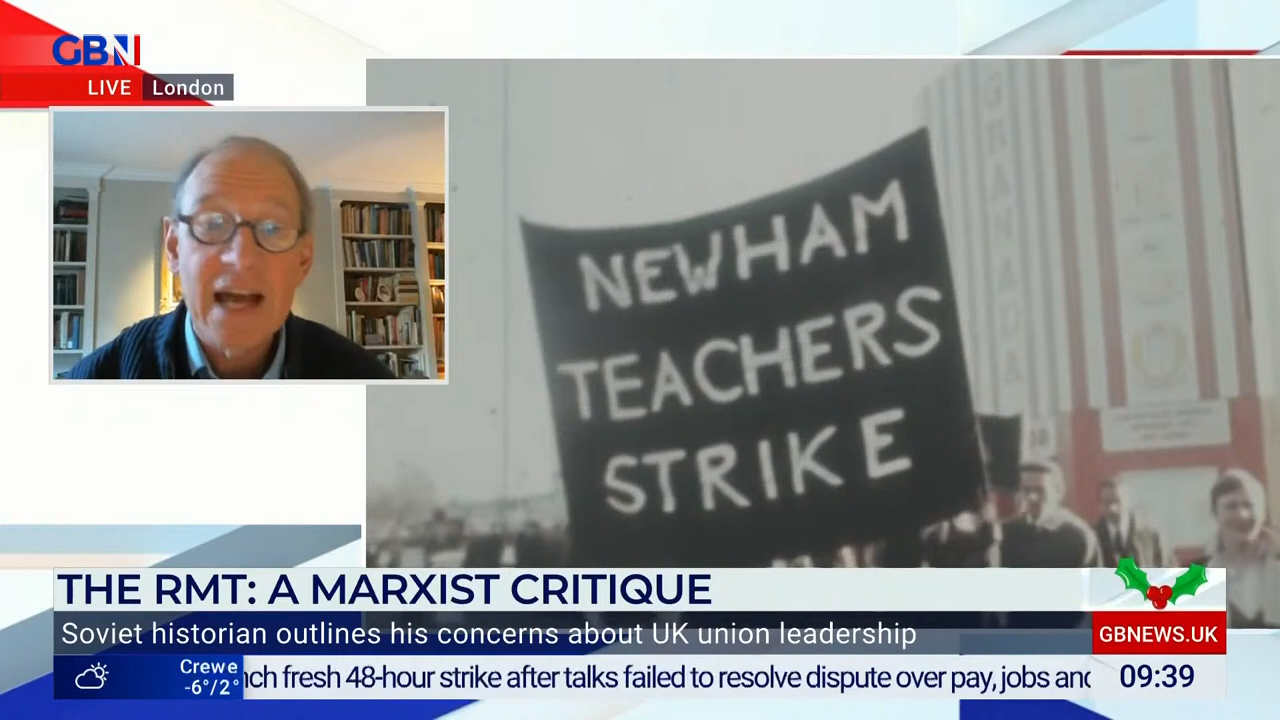 GBN
LIVE London
GRANADA
NEWHAM
TEACHERS
STRIKE
THE RMT: A MARXIST CRITIQUE
Soviet historian outlines his concerns about UK union leadership
GBNEWS.UK
Crewe
-6°/2°
nch fresh 48-hour strike after talks failed to resolve dispute over pay, jobs and
09:39